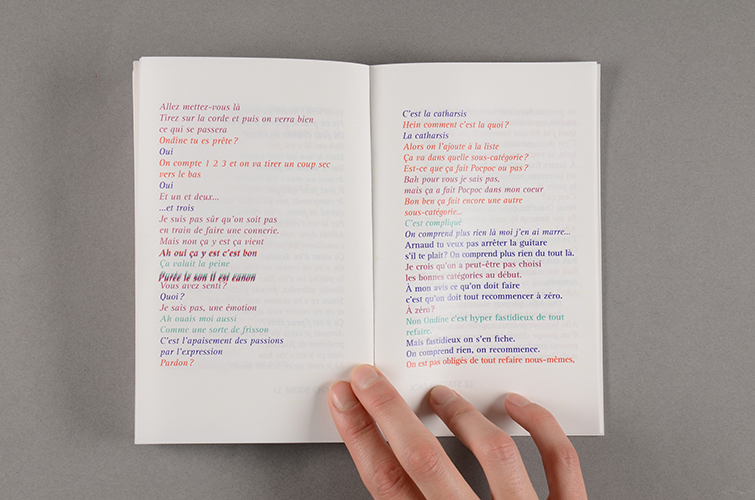 Allez mettez-vous là
Tirez sur la corde et puis on verra bien
ce qui se passera
Ondine tu es prête ?
Oui
On compte 1 2 3 et on va tirer un coup sec
vers le bas
Oui
Et un et deux...
...et trois
Je suis pas sûr qu'on soit pas
en train de faire une connerie.
Mais non ça y est ça vient
Ah oui ça y est c'est bon
Ça valait la peine
Purée le son il est canon
Vous avez senti ?
Quoi ?
Je sais pas, une émotion
Ah ouais moi aussi
Comme une sorte de frisson
C'est l'apaisement des passions
par l'expression
Pardon ?
C'est la catharsis
Hein comment c'est la quoi ?
La catharsis
Alors on l'ajoute à la liste
Ça va dans quelle sous-catégorie ?
Est-ce que ça fait Pocpoc ou pas ?
Bah pour vous je sais pas,
mais ça a fait Pocpoc dans mon cœur
Bon ben ça fait encore une autre
sous-catégorie...
C'est compliqué
On comprend plus rien là moi j'en ai marre...
Arnaud tu veux pas arrêter la guitare
s'il te plait? On comprend plus rien du tout là.
Je crois qu'on a peut-être pas choisi
les bonnes catégories au début.
À mon avis ce qu'on doit faire
c'est qu'on doit tout recommencer à zéro.
À zéro ?
Non Ondine c'est hyper fastidieux de tout
refaire.
Mais fastidieux on s'en fiche.
On comprend rien, on recommence.
On est pas obligés de tout refaire nous-mêmes,